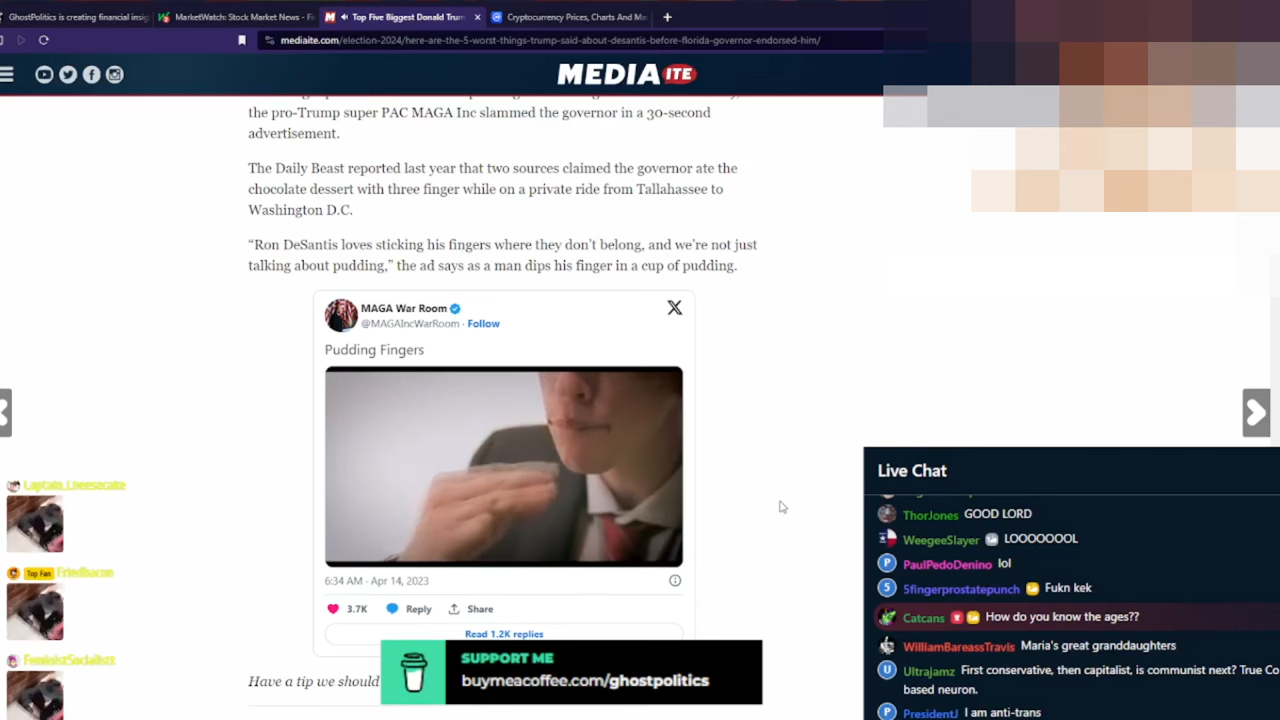 GhostPolitics is creating financial insig
MarketWatch: Stock Market News - Fi
Top Five Biggest Donald Trum
Cryptocurrency Prices, Charts And Ma
mediaite.com/election-2024/here-are-the-5-worst-things-trump-said-about-desantis-before-florida-governor-endorsed-him/
MEDIAITE
the pro-Trump super PAC MAGA Inc slammed the governor in a 30-second
advertisement.
The Daily Beast reported last year that two sources claimed the governor ate the
chocolate dessert with three finger while on a private ride from Tallahassee to
Washington D.C.
“Ron DeSantis loves sticking his fingers where they don’t belong, and we’re not just
talking about pudding,” the ad says as a man dips his finger in a cup of pudding.
MAGA War Room
@MAGAIncWarRoom · Follow
Pudding Fingers
6:34 AM · Apr 14, 2023
3.7K Reply Share
Read 1.2K replies
SUPPORT ME
buymeacoffee.com/ghostpolitics
Have a tip we should
Captain_Cheesecake
Top Fan Friedbacon
FeministSocialist
Live Chat
ThorJones GOOD LORD
WeegeeSlayer LOOOOOOOL
PaulPedoDenino lol
5fingerprostatepunch Fukn kek
Catcans How do you know the ages??
WilliamBareassTravis Maria's great granddaughters
Ultrajamz First conservative, then capitalist, is communist next? True Co
based neuron.
PresidentJ I am anti-trans